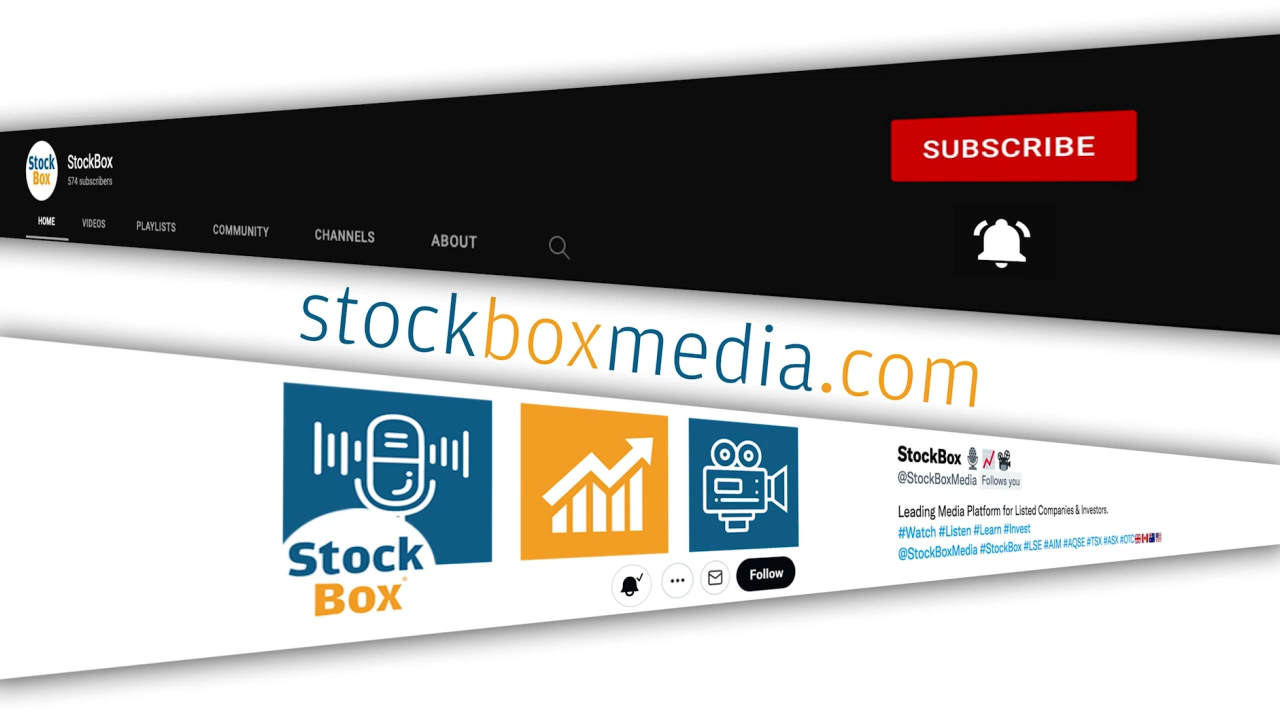 Stock
Box
StockBox
574 subscribers
SUBSCRIBE
HOME
VIDEOS
PLAYLISTS
COMMUNITY
CHANNELS
ABOUT
stockboxmedia.com
Stock
Box
Follow
StockBox
@StockBoxMedia Follows you
Leading Media Platform for Listed Companies & Investors.
#Watch #Listen #Learn #Invest
@StockBoxMedia #StockBox #LSE #AIM #AQSE #TSX #ASX #OTC